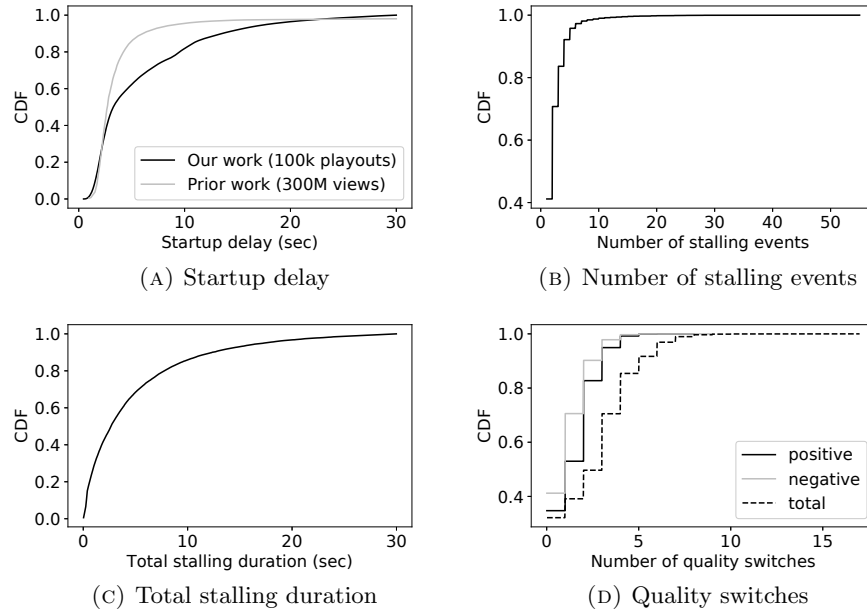 1.0
0.8
0.6
0.4
0.2
0.0
CDF
0
10
20
30
Startup delay (sec)
Our work (100k playouts)
Prior work (300M views)
(A) Startup delay
1.0
0.8
0.6
0.4
CDF
0
10
20
30
40
50
Number of stalling events
(B) Number of stalling events
1.0
0.8
0.6
0.4
0.2
0.0
CDF
0
10
20
30
Total stalling duration (sec)
(C) Total stalling duration
1.0
0.8
0.6
0.4
CDF
0
5
10
15
Number of quality switches
positive
negative
total
(D) Quality switches